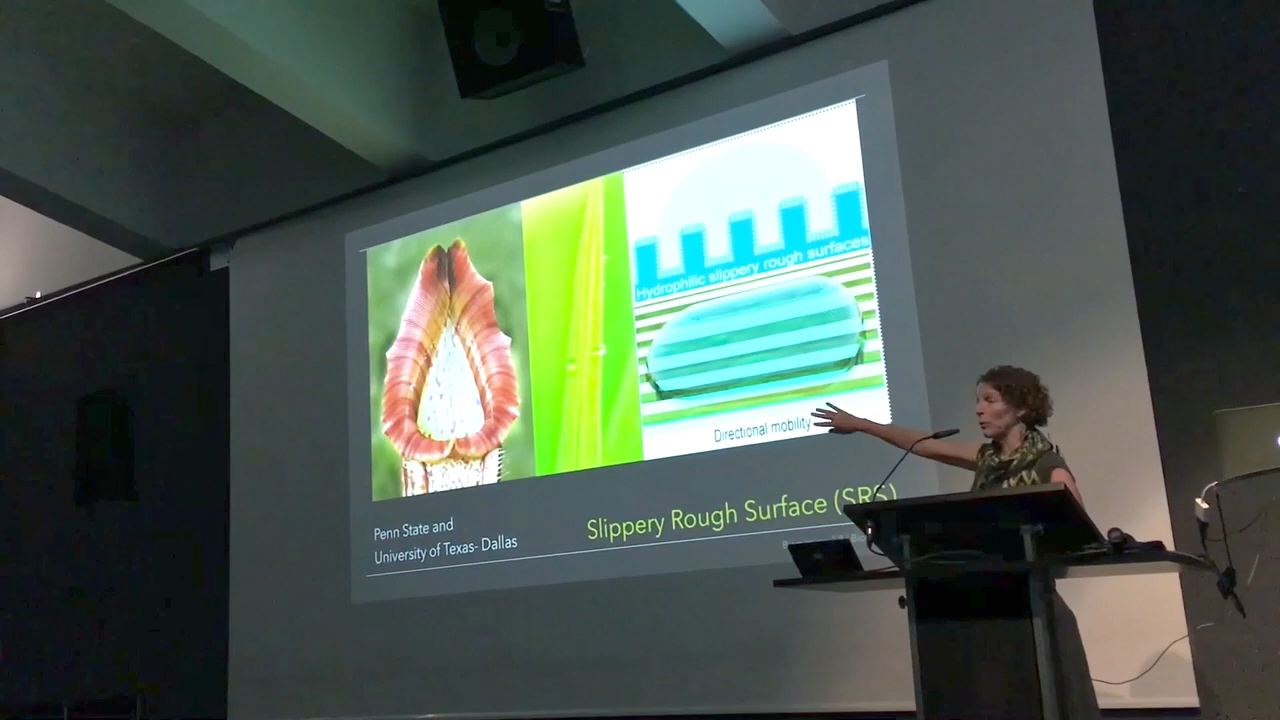 Hydrophilic slippery rough surfaces
Directional mobility
Penn State and
University of Texas- Dallas
Slippery Rough Surface (SRS)